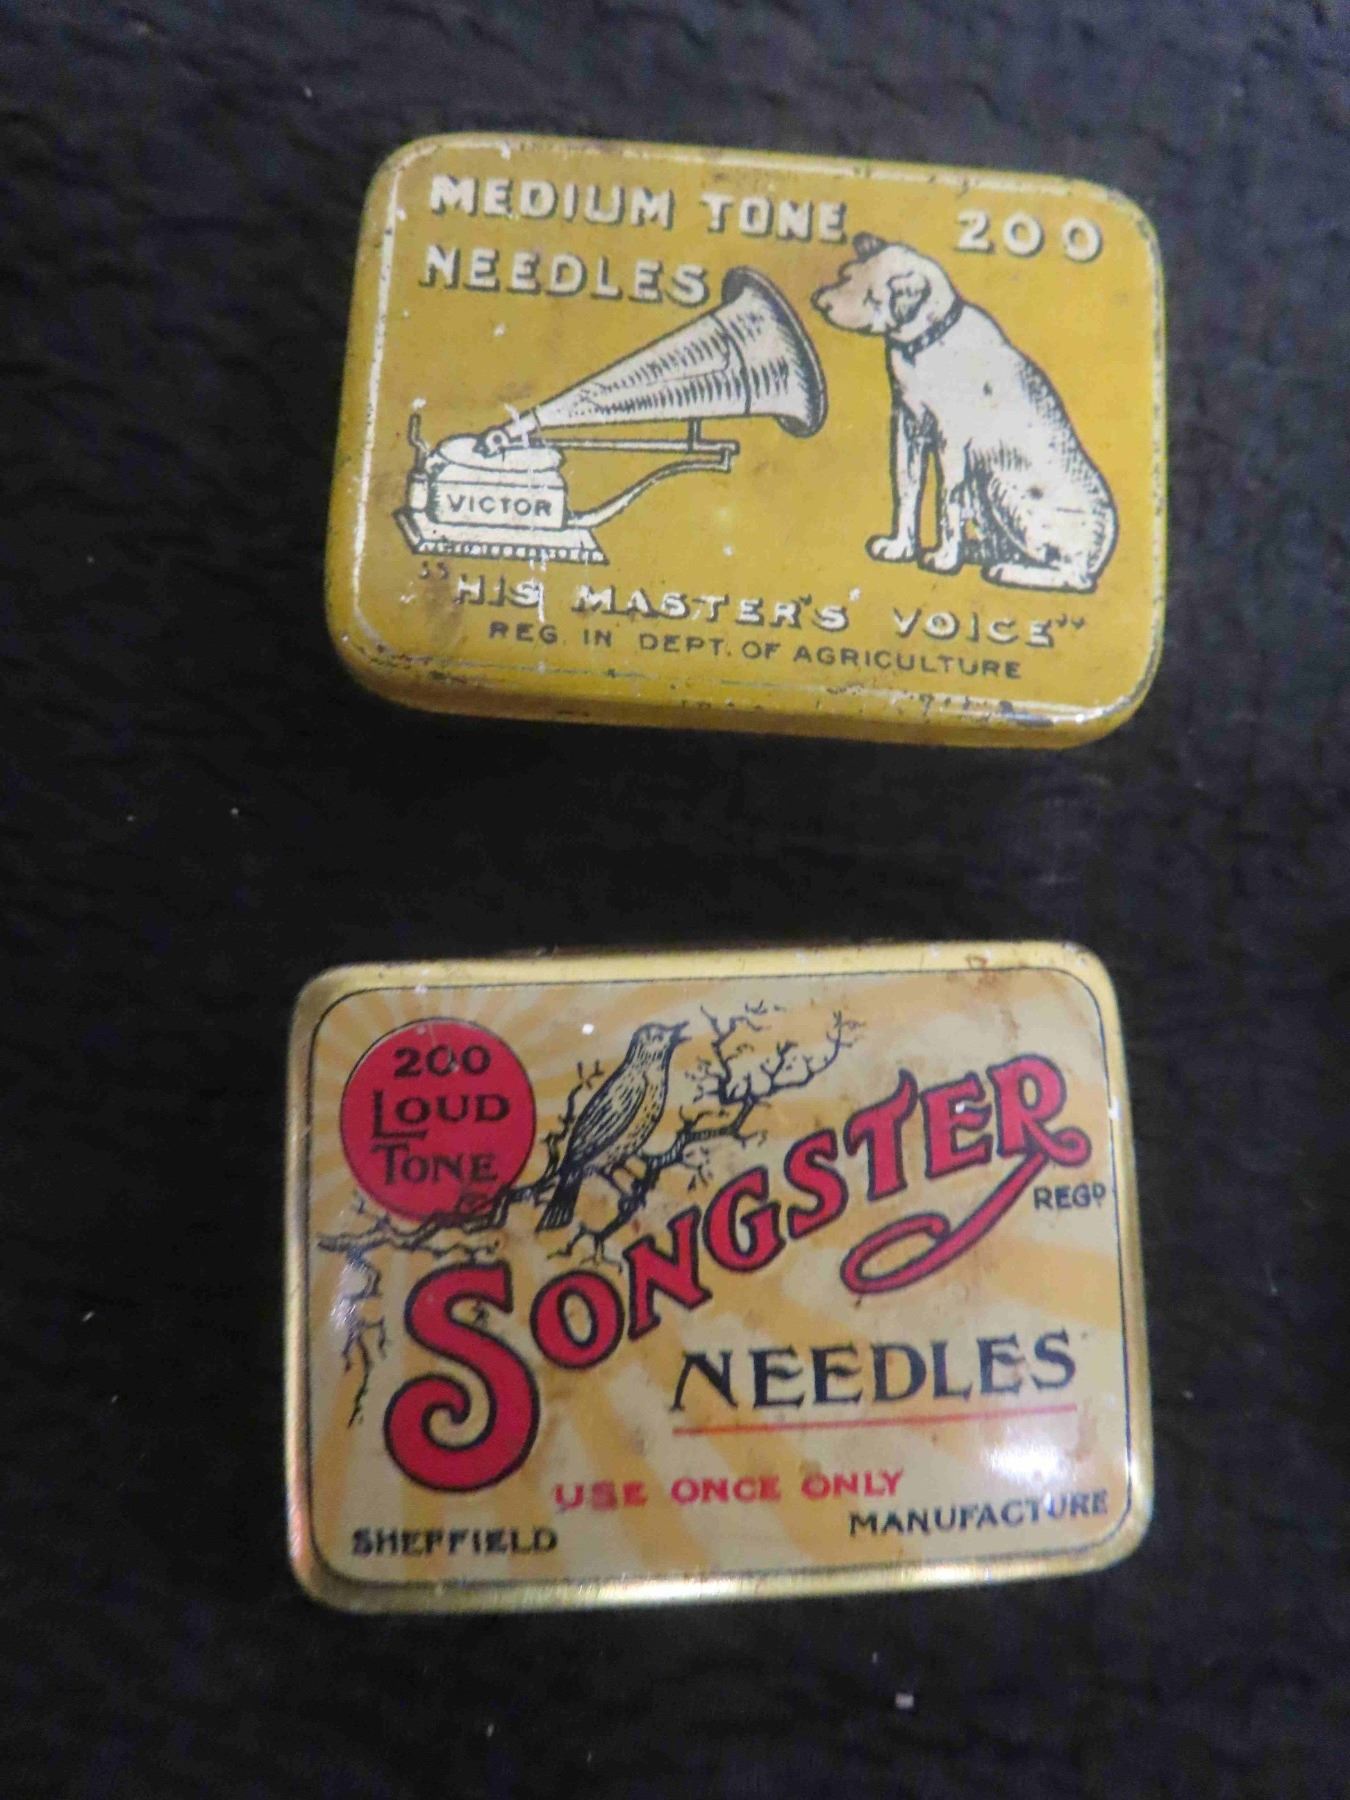 MEDIUM TONE 200
NEEDLES
VICTOR
"HIS MASTER'S VOICE"
REG. IN DEPT. OF AGRICULTURE
200
LOUD
TONE
SONGSTER
REGD
NEEDLES
USE ONCE ONLY
SHEFFIELD MANUFACTURE